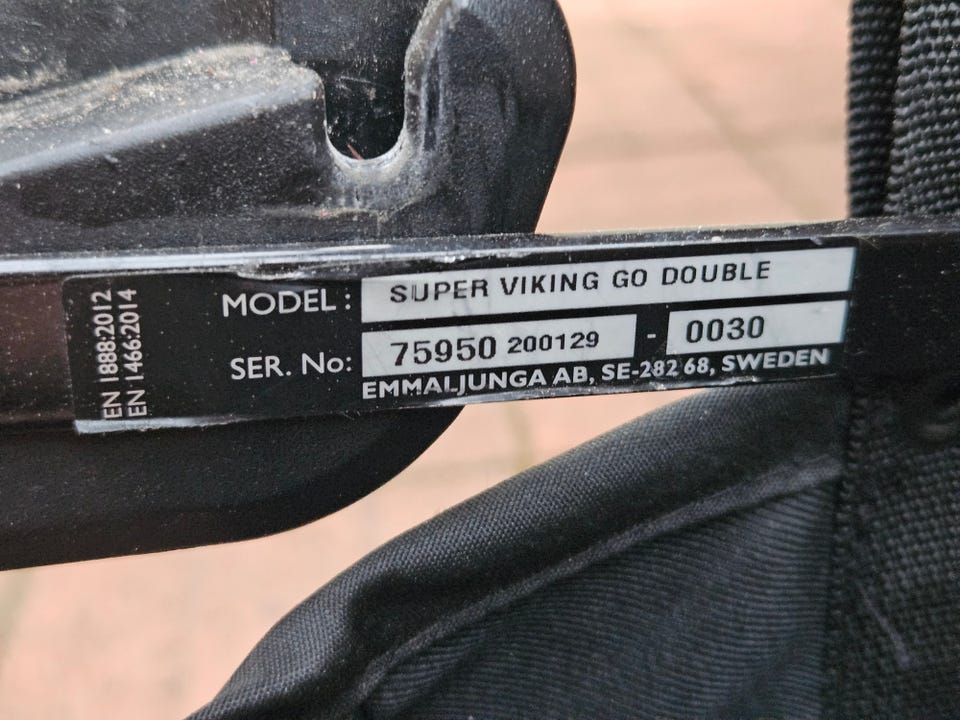 EN 1888:2012
EN 1466:2014
MODEL: SUPER VIKING GO DOUBLE
SER. No: 75950 200129 - 0030
EMMALJUNGA AB, SE-282 68, SWEDEN